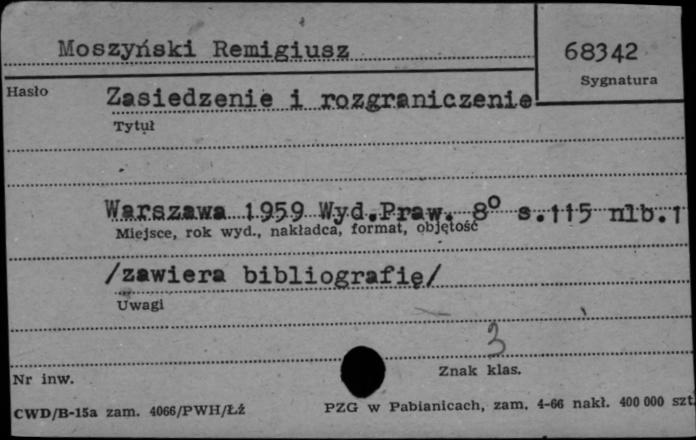 Moszyński Remigiusz
68342
Sygnatura
Hasło
Zasiedzenie i rozgraniczenie
Tytuł
Warszawa 1959 Wyd.Praw. 8° s.115 nlb.1
Miejsce, rok wyd., nakładca, format, objętość
/zawiera bibliografię/
Uwagi
3
Nr inw.
Znak klas.
CWD/B-15a zam. 4066/PWH/Łź
PZG w Pabianicach, zam. 4-66 nakł. 400 000 szt.